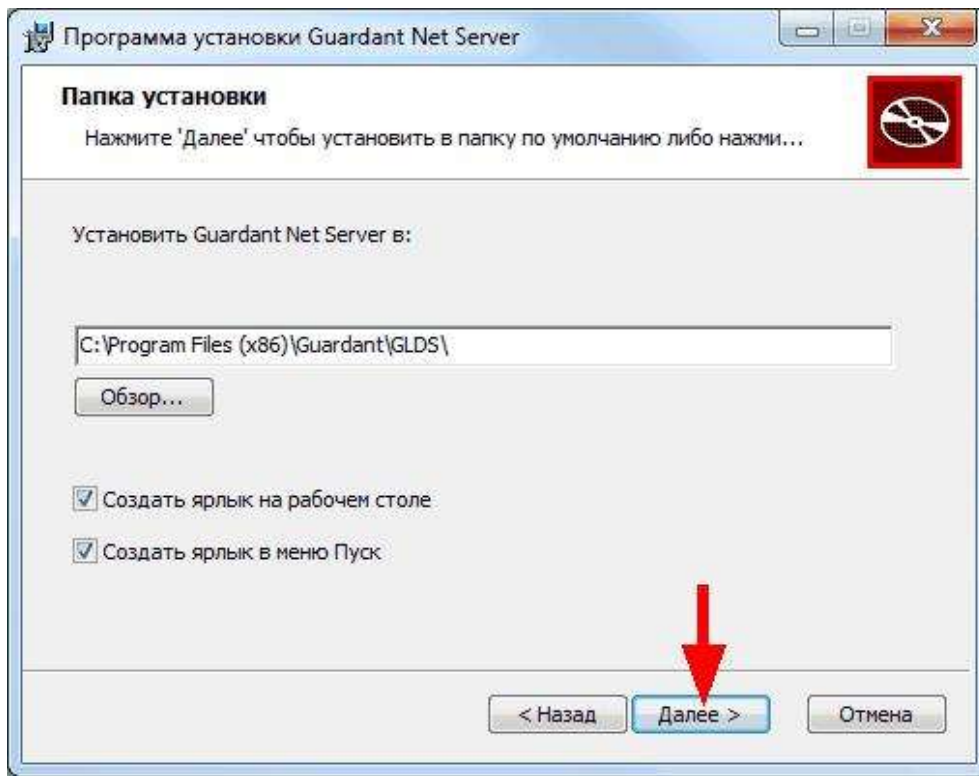 Программа установки Guardant Net Server
Папка установки
Нажмите 'Далее' чтобы установить в папку по умолчанию либо нажми...
Установить Guardant Net Server в:
C:\Program Files (x86)\Guardant\GLDS\
Обзор...
Создать ярлык на рабочем столе
Создать ярлык в меню Пуск
< Назад Далее > Отмена